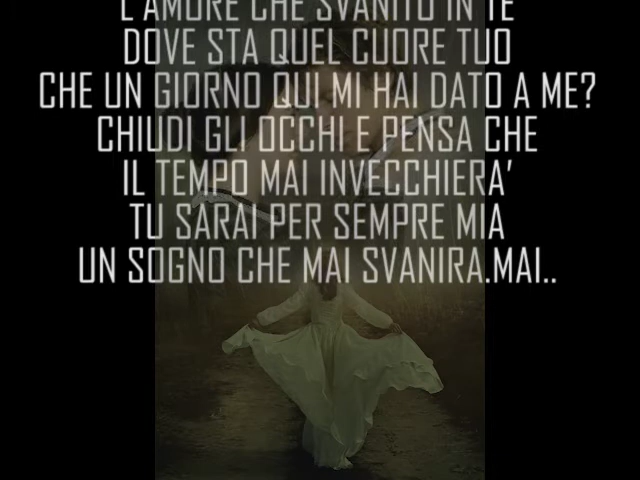 L'AMORE CHE SVANITO IN TE
DOVE STA QUEL CUORE TUO
CHE UN GIORNO QUI MI HAI DATO A ME?
CHIUDI GLI OCCHI E PENSA CHE
IL TEMPO MAI INVECCHIERA'
TU SARAI PER SEMPRE MIA
UN SOGNO CHE MAI SVANIRA.MAI..